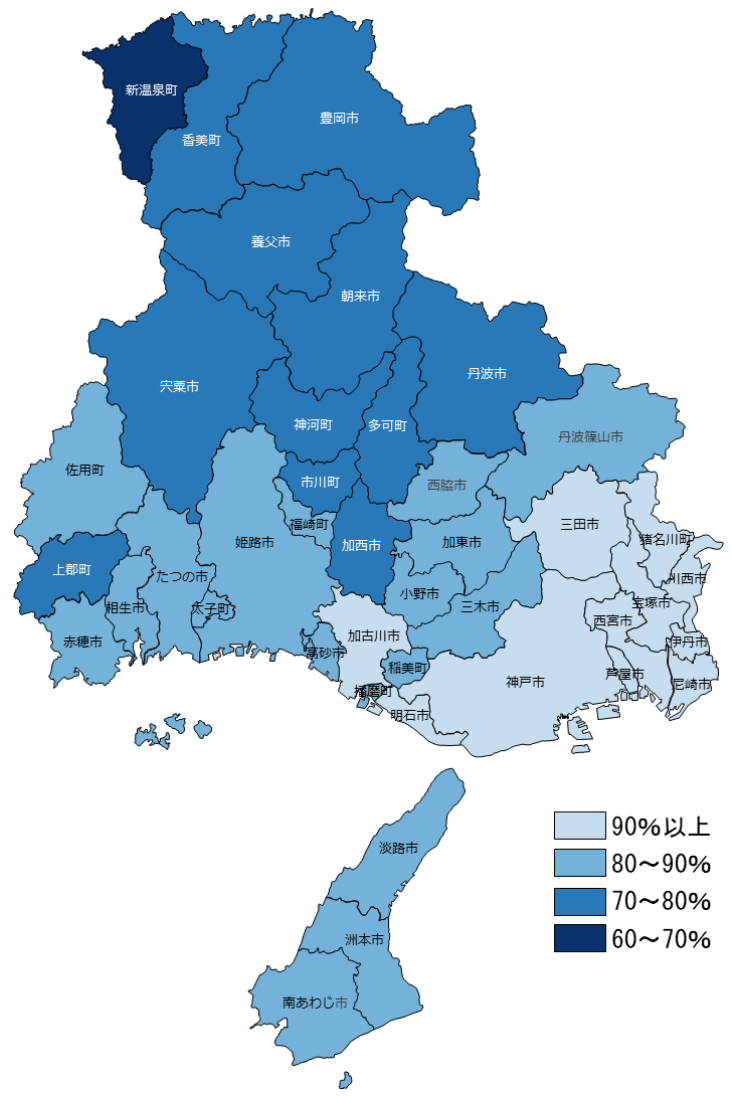 新温泉町
豊岡市
香美町
養父市
朝来市
丹波市
宍粟市
神河町
多可町
丹波篠山市
佐用町
市川町
西脇市
福崎町
三田市
姫路市
加西市
加東市
猪名川町
上郡町
たつの市
川西市
相生市
太子町
小野市
三木市
宝塚市
西宮市
赤穂市
加古川市
伊丹市
高砂市
稲美町
神戸市
芦屋市
尼崎市
播磨町
明石市
淡路市
洲本市
南あわじ市
90%以上
80～90%
70～80%
60～70%